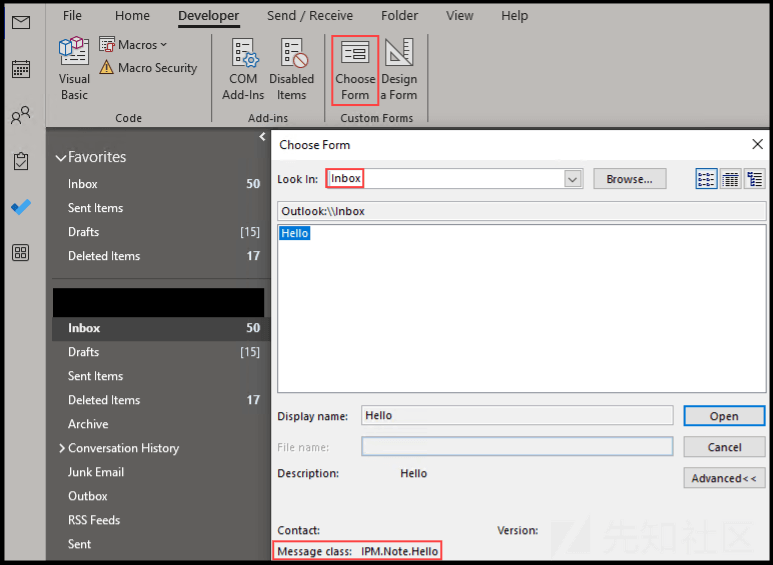 File Home Developer Send / Receive Folder View Help
Visual Basic
Macros
Macro Security
Code
COM Add-Ins
Disabled Items
Add-ins
Choose Form
Design a Form
Custom Forms
Favorites
Inbox 50
Sent Items
Drafts [15]
Deleted Items 17
Inbox 50
Drafts [15]
Sent Items
Deleted Items 17
Archive
Conversation History
Junk Email
Outbox
RSS Feeds
Sent
Choose Form
Look In: Inbox Browse...
Outlook:\\Inbox
Hello
Display name: Hello Open
File name: Cancel
Description: Hello Advanced<<
Contact: Version:
Message class: IPM.Note.Hello
先知社区